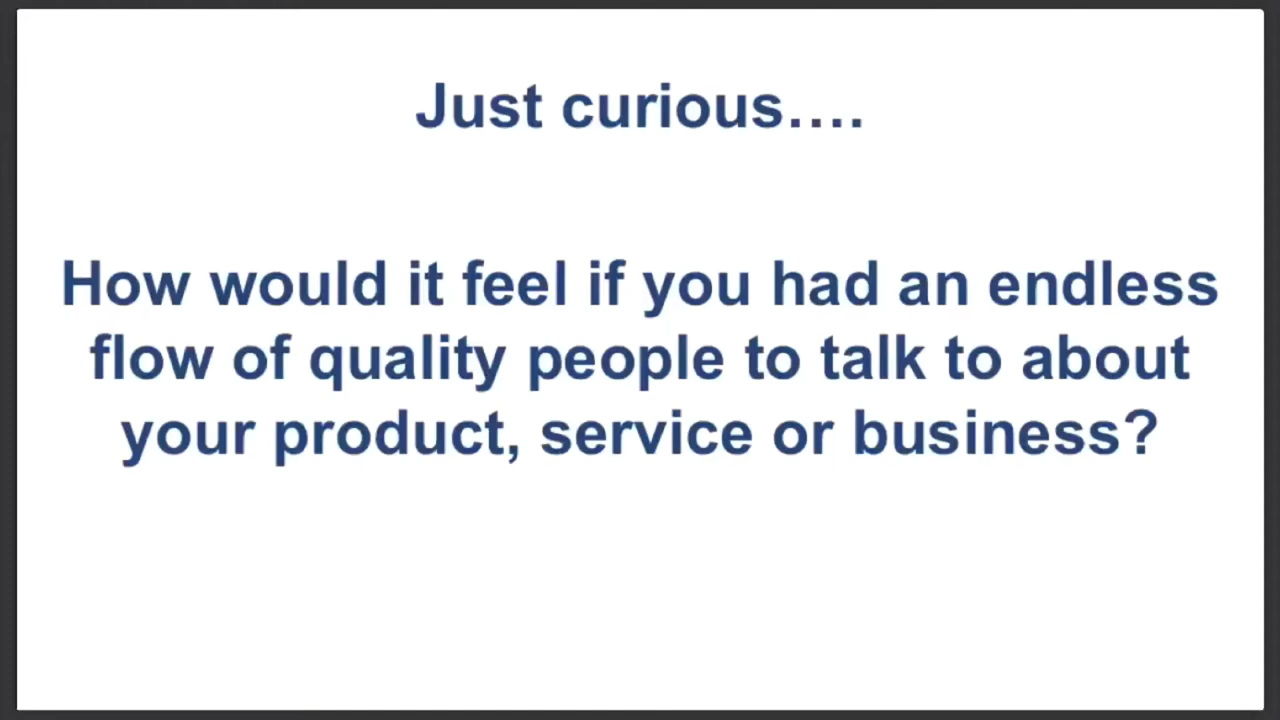 Just curious....
How would it feel if you had an endless
flow of quality people to talk to about
your product, service or business?